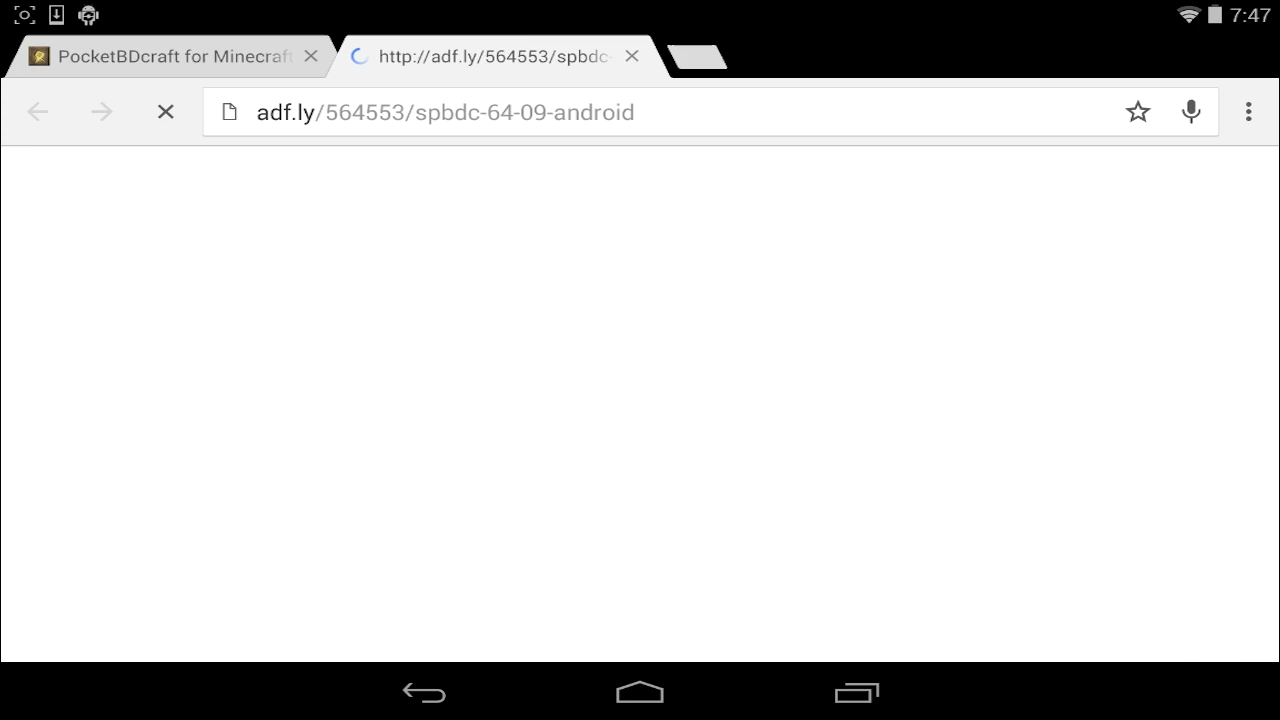 7:47
PocketBDcraft for Minecraft
http://adf.ly/564553/spbdc-
adf.ly/564553/spbdc-64-09-android